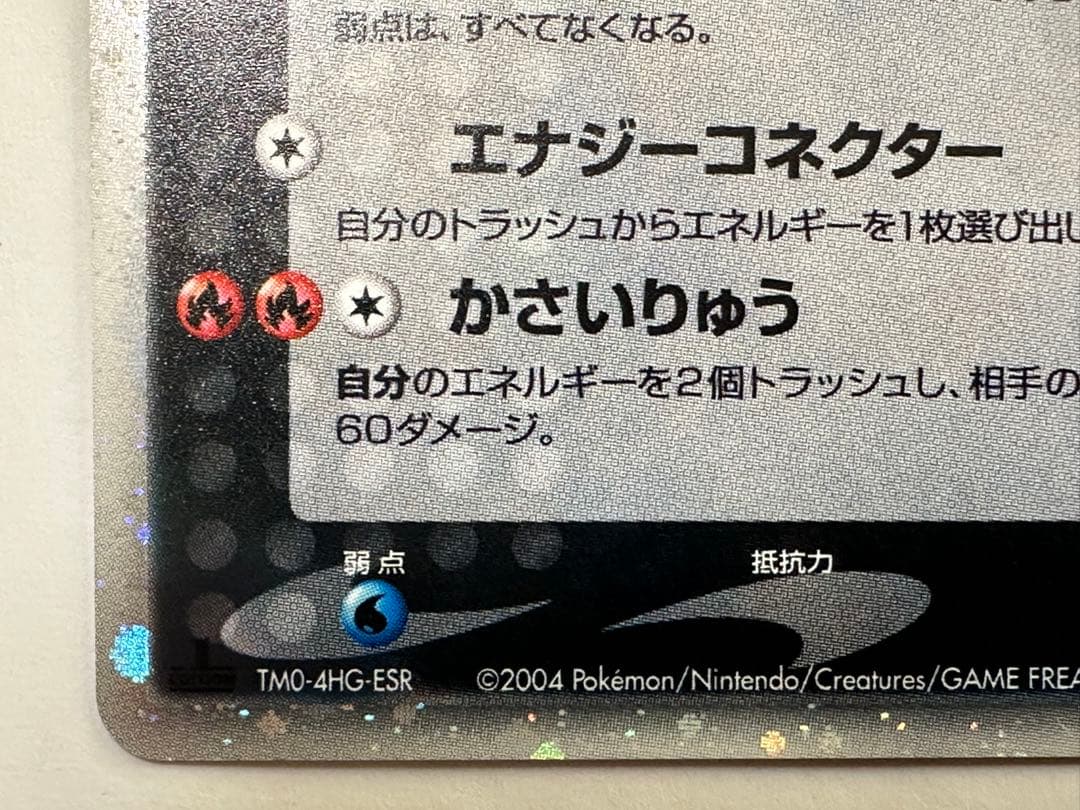 弱点は、すべてなくなる。
エナジーコネクター
自分のトラッシュからエネルギーを1枚選び出し
かさいりゅう
自分のエネルギーを2個トラッシュし、相手の
60ダメージ。
弱点
抵抗力
1
EDITION
TM0-4HG-ESR
©2004 Pokémon/Nintendo/Creatures/GAME FREA